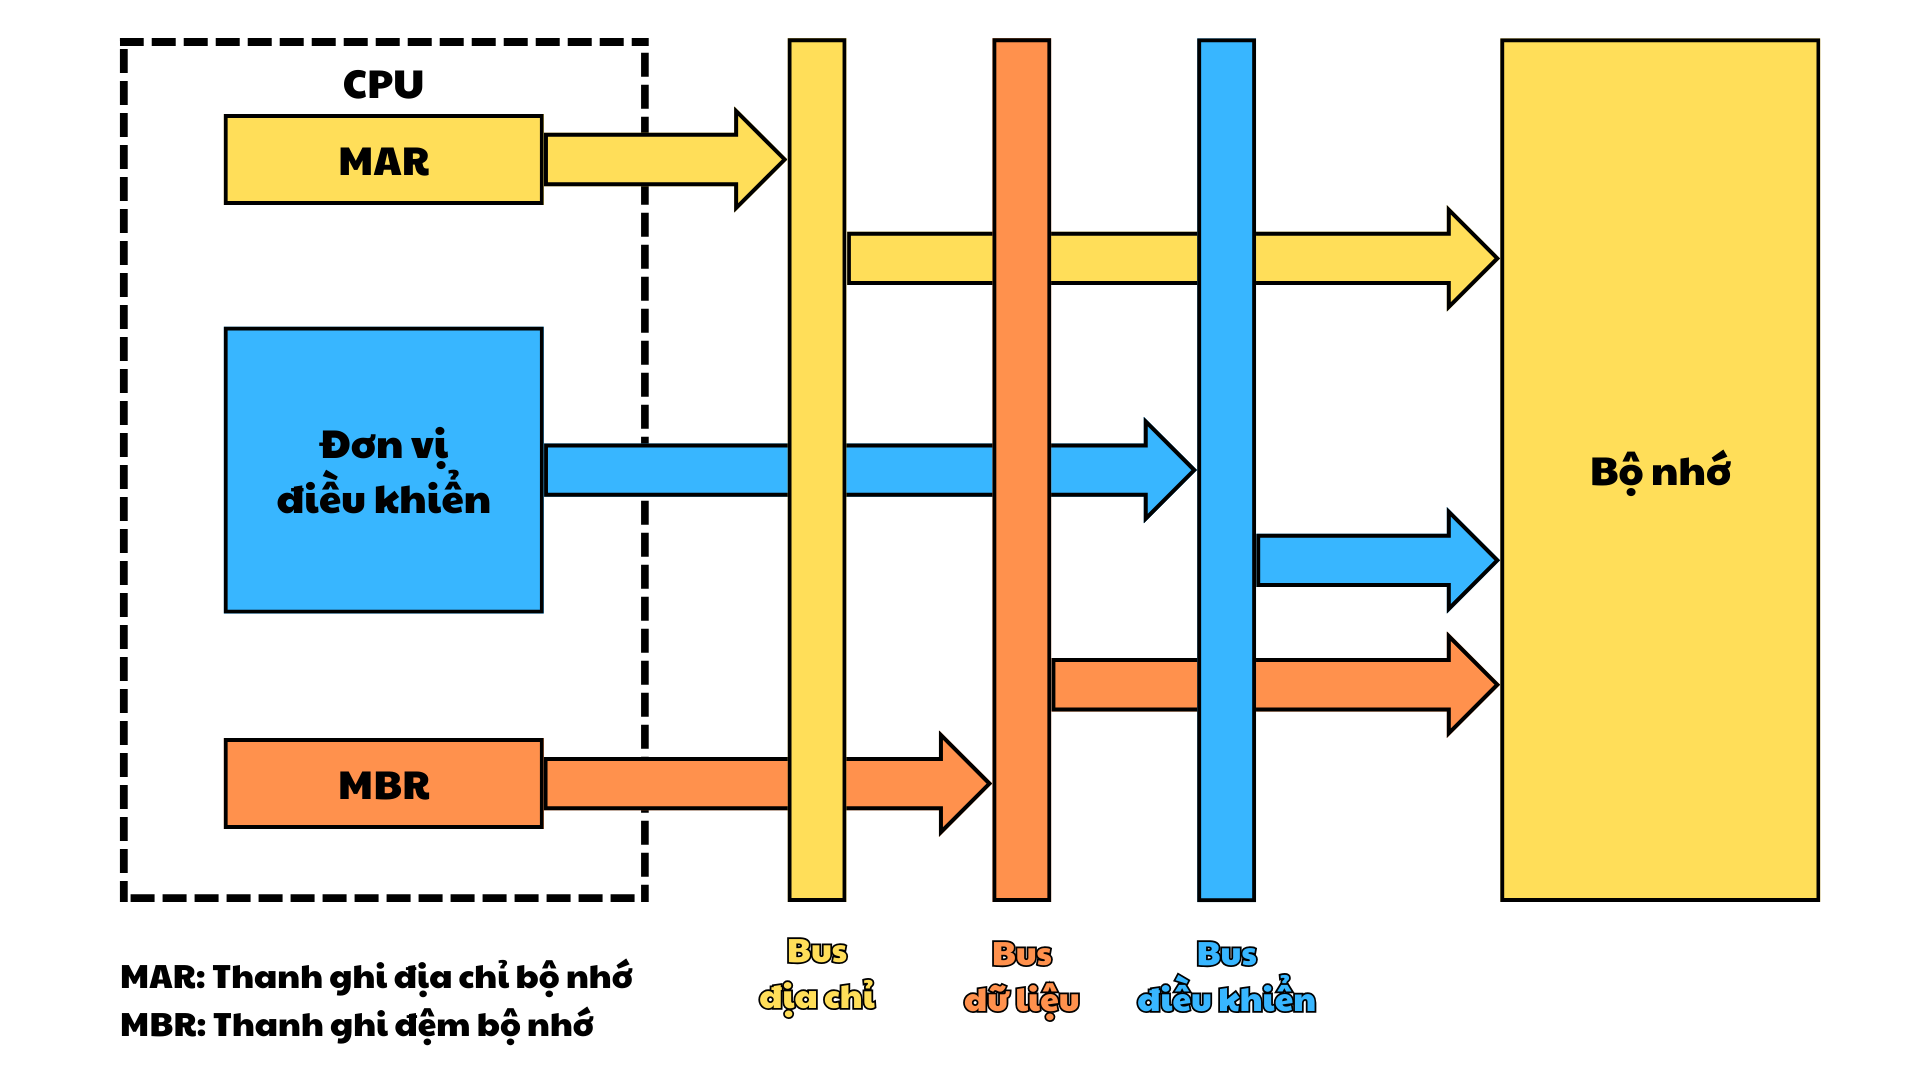 CPU
MAR
Đơn vị
điều khiển
MBR
Bộ nhớ
Bus
địa chỉ
Bus
dữ liệu
Bus
điều khiển
MAR: Thanh ghi địa chỉ bộ nhớ
MBR: Thanh ghi đệm bộ nhớ